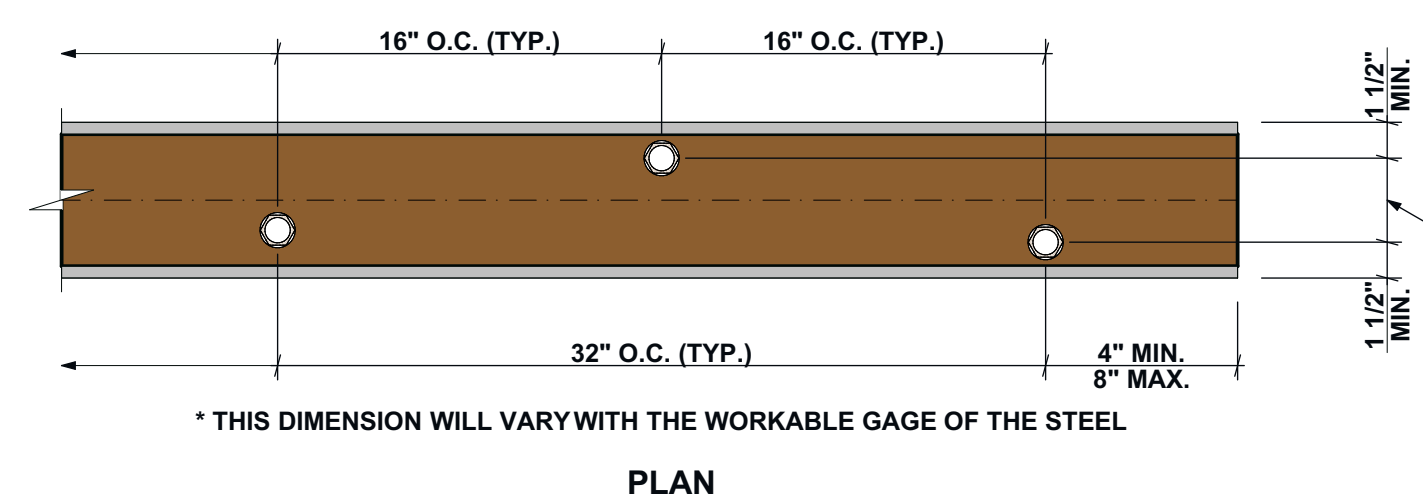 16" O.C. (TYP.)
16" O.C. (TYP.)
1 1/2"
MIN.
1 1/2"
MIN.
32" O.C. (TYP.)
4" MIN.
8" MAX.
* THIS DIMENSION WILL VARY WITH THE WORKABLE GAGE OF THE STEEL
PLAN